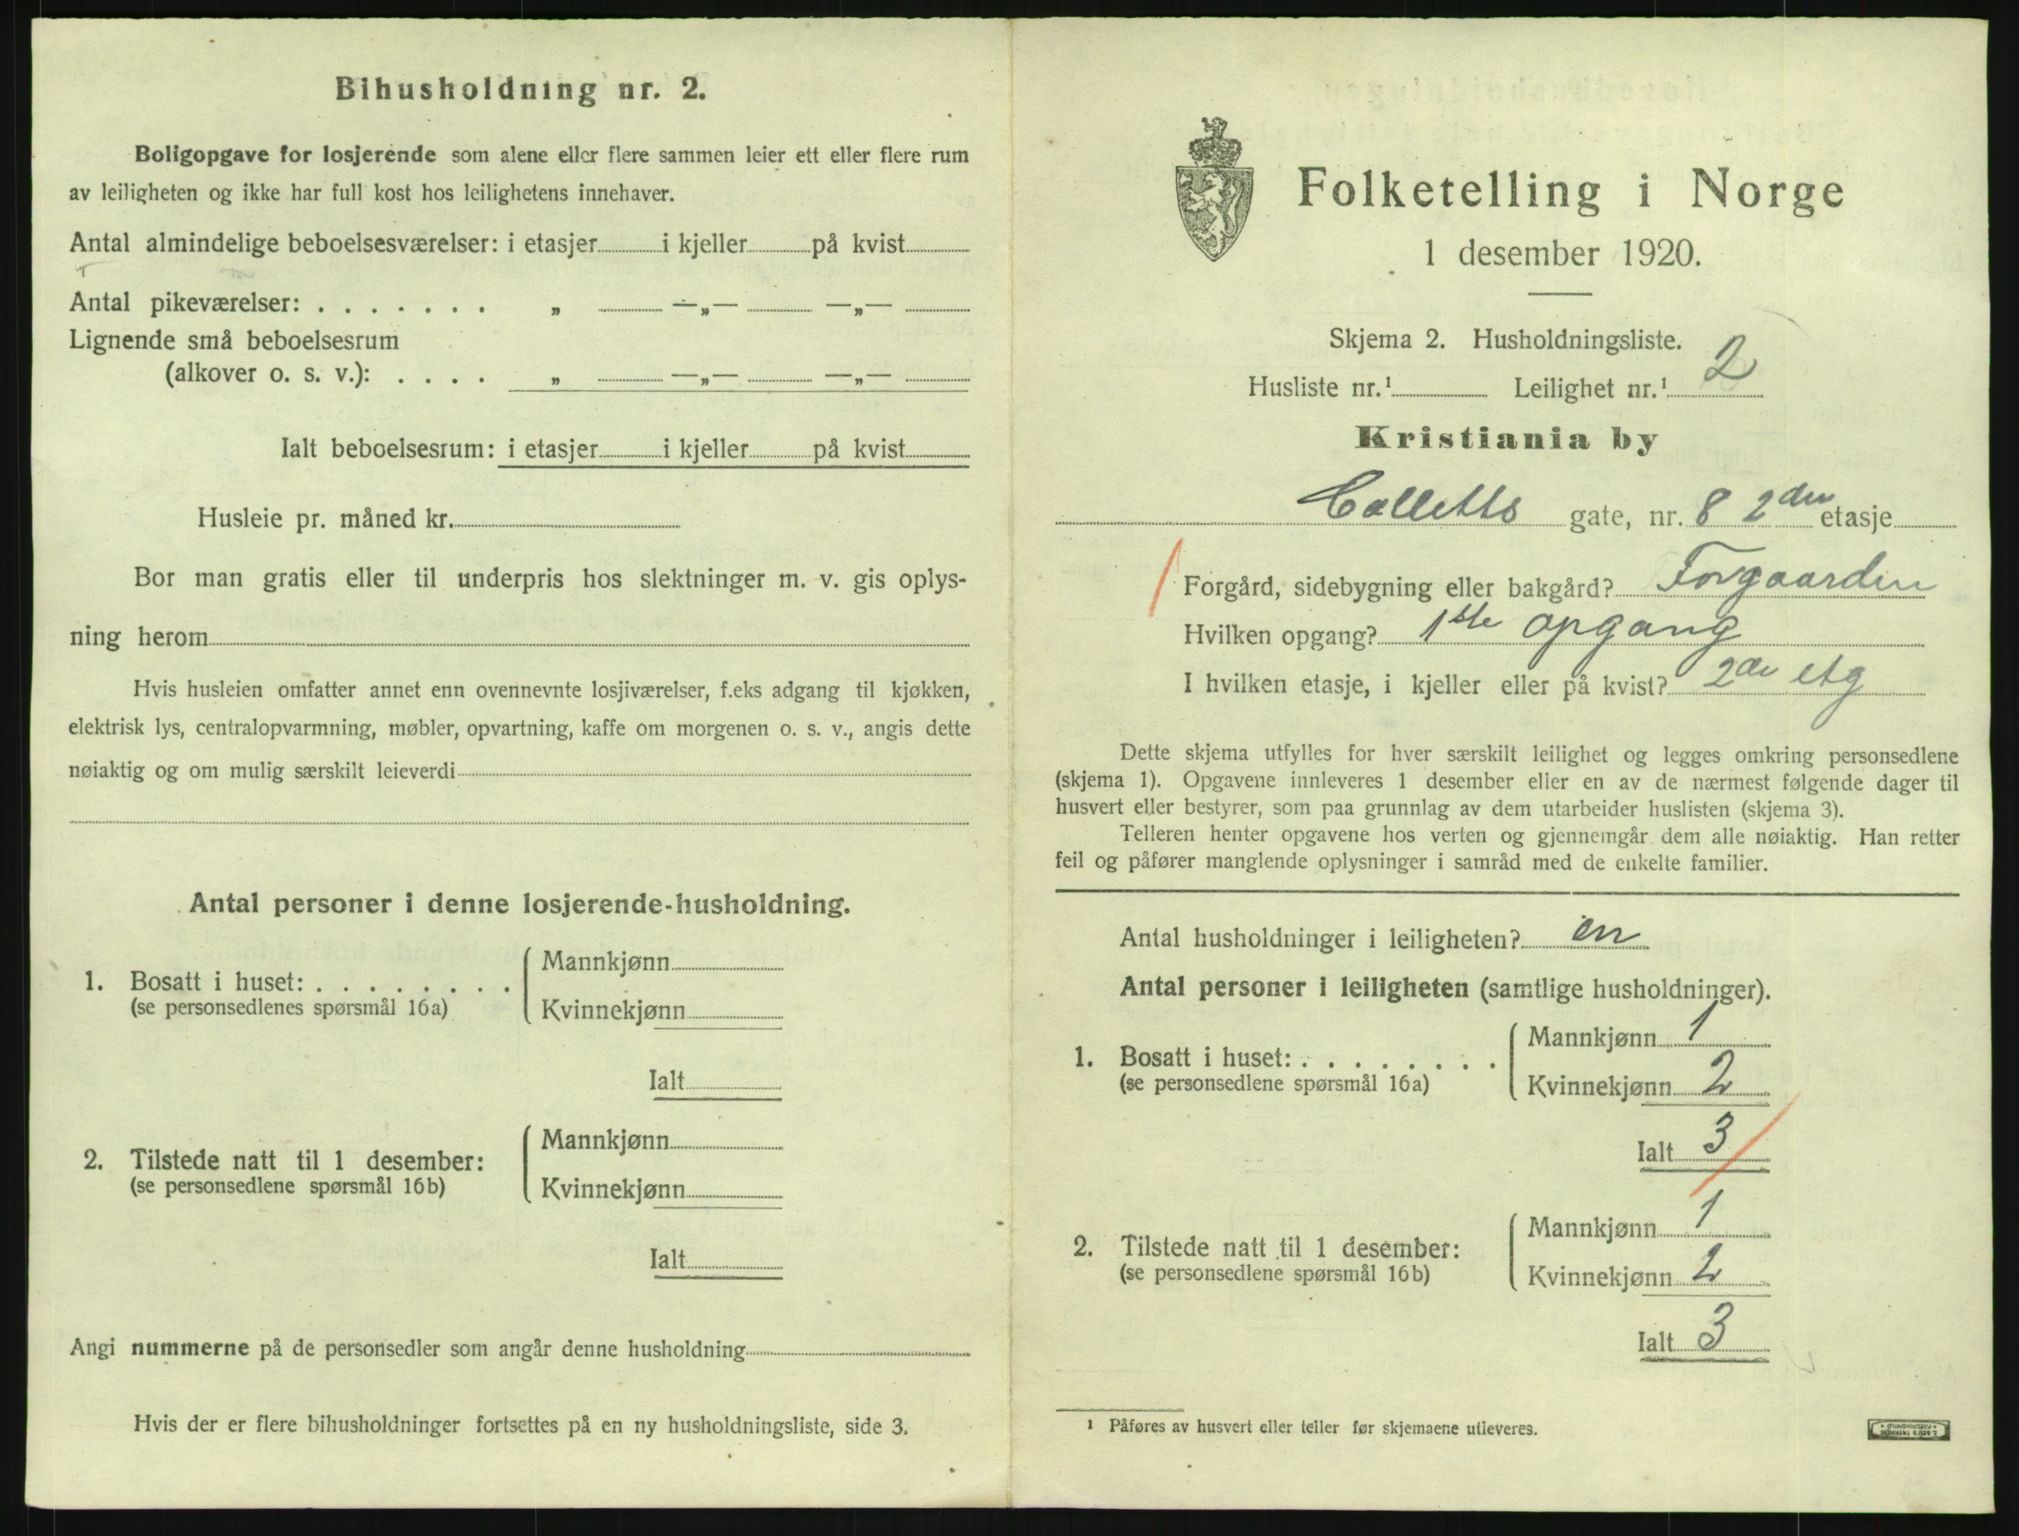 Bihusholdning nr. 2.
Boligopgave for losjerende som alene eller flere sammen leier ett eller flere rum
av leiligheten og ikke har full kost hos leilighetens innehaver.
Antal almindelige beboelsesværelser: i etasjer i kjeller på kvist
Antal pikeværelser: . . . . . . . „ —„— —„—
Lignende små beboelsesrum
(alkover o. s. v.): . . . . „ —„— —„—
Ialt beboelsesrum: i etasjer i kjeller på kvist
Husleie pr. måned kr.
Bor man gratis eller til underpris hos slektninger m. v. gis oplys-
ning herom
Hvis husleien omfatter annet enn ovennevnte losjiværelser, f.eks adgang til kjøkken,
elektrisk lys, centralopvarmning, møbler, opvartning, kaffe om morgenen o. s. v., angis dette
nøiaktig og om mulig særskilt leieverdi
Antal personer i denne losjerende-husholdning.
1. Bosatt i huset: . . . . . . . .
(se personsedlenes spørsmål 16a)
Mannkjønn
Kvinnekjønn
Ialt
2. Tilstede natt til 1 desember:
(se personsedlene spørsmål 16b)
Mannkjønn
Kvinnekjønn
Ialt
Angi nummerne på de personsedler som angår denne husholdning
Hvis der er flere bihusholdninger fortsettes på en ny husholdningsliste, side 3.
Folketelling i Norge
1 desember 1920.
Skjema 2. Husholdningsliste.
Husliste nr.¹ Leilighet nr.¹ 2
Kristiania by
Colletts gate, nr. 8 2den etasje
Forgård, sidebygning eller bakgård? Forgaarden
Hvilken opgang? 1ste opgang
I hvilken etasje, i kjeller eller på kvist? 2den etg
Dette skjema utfylles for hver særskilt leilighet og legges omkring personsedlene
(skjema 1). Opgavene innleveres 1 desember eller en av de nærmest følgende dager til
husvert eller bestyrer, som paa grunnlag av dem utarbeider huslisten (skjema 3).
Telleren henter opgavene hos verten og gjennemgår dem alle nøiaktig. Han retter
feil og påfører manglende oplysninger i samråd med de enkelte familier.
Antal husholdninger i leiligheten? en
Antal personer i leiligheten (samtlige husholdninger).
1. Bosatt i huset: . . . . . . . .
(se personsedlene spørsmål 16a)
Mannkjønn 1
Kvinnekjønn 2
Ialt 3
2. Tilstede natt til 1 desember:
(se personsedlene spørsmål 16b)
Mannkjønn 1
Kvinnekjønn 2
Ialt 3
¹ Påføres av husvert eller teller før skjemaene utleveres.